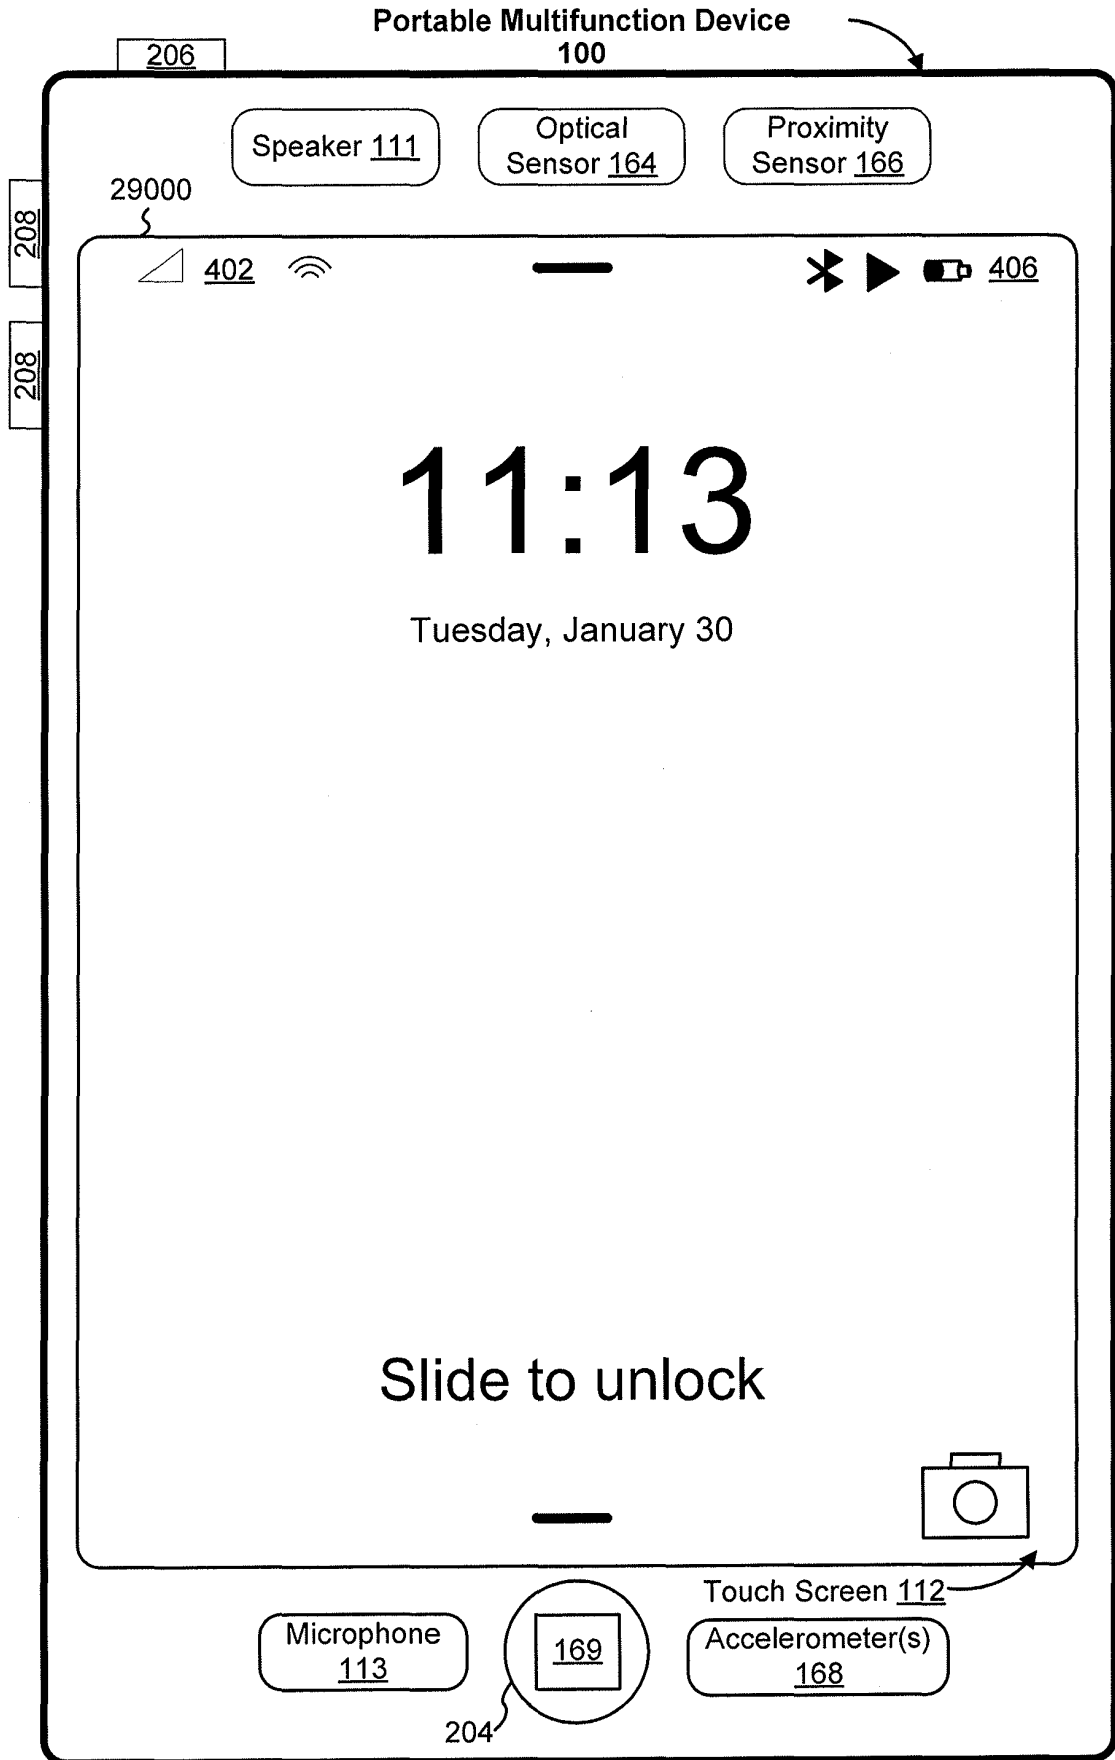 Portable Multifunction Device
100
206
Speaker 111
Optical
Sensor 164
Proximity
Sensor 166
29000
208
208
402
406
11:13
Tuesday, January 30
Slide to unlock
Touch Screen 112
Microphone
113
169
Accelerometer(s)
168
204